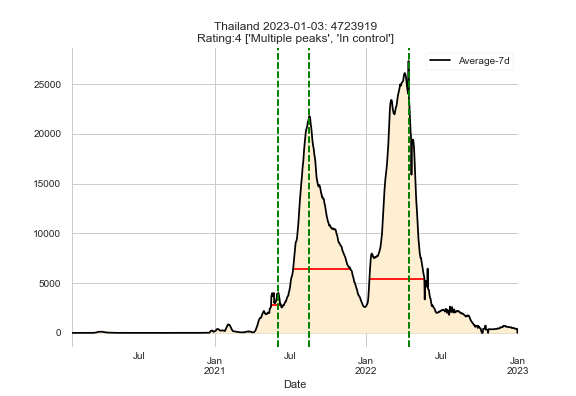 Thailand 2023-01-03: 4723919
Rating:4 ['Multiple peaks', 'In control']
Average-7d
25000
20000
15000
10000
5000
0
Jul
Jan
2021
Jul
Jan
2022
Jul
Jan
2023
Date